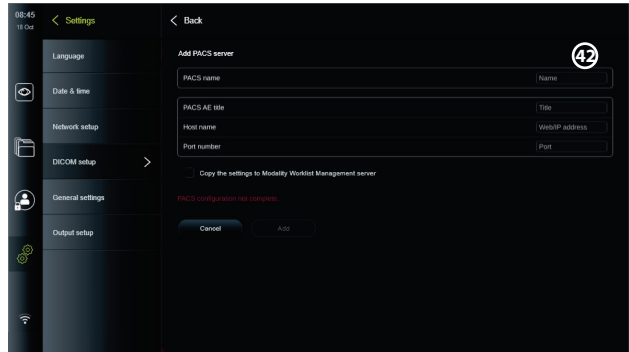 08:45
18 Oct
Settings
Back
Language
Date & time
Network setup
DICOM setup
General settings
Output setup
Add PACS server
42
PACS name Name
PACS AE title Title
Host name Web/IP address
Port number Port
Copy the settings to Modality Worklist Management server
PACS configuration not complete.
Cancel Add